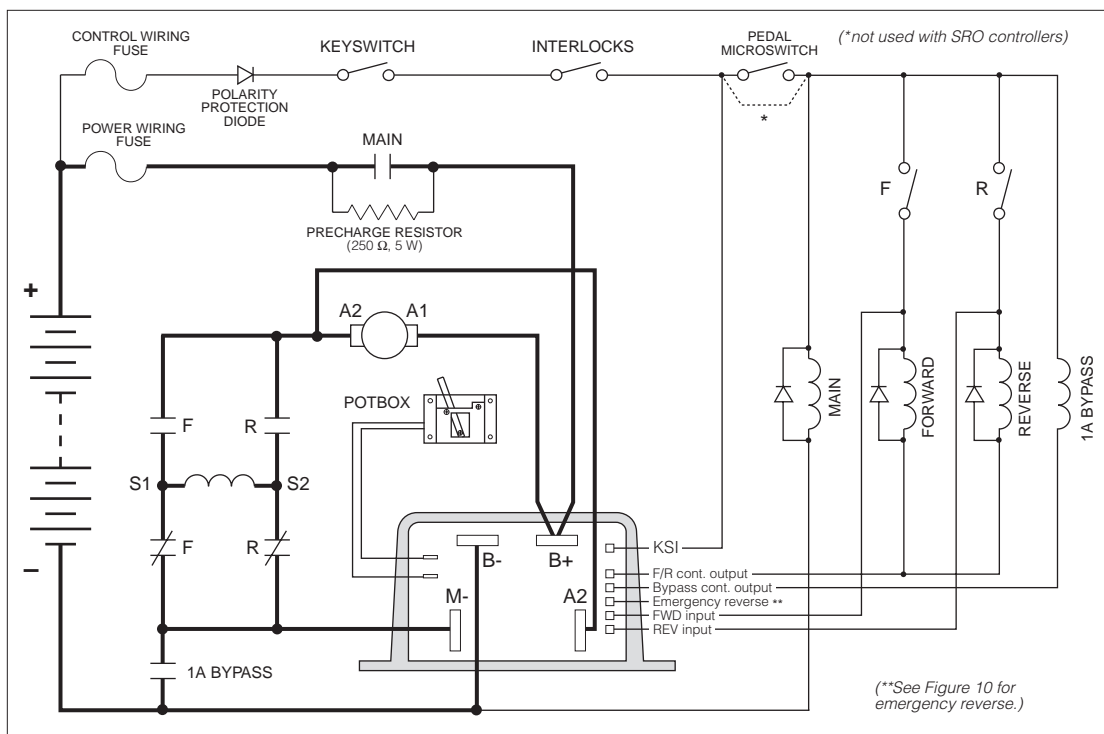 CONTROL WIRING
FUSE
KEYSWITCH
INTERLOCKS
PEDAL
MICROSWITCH
(*not used with SRO controllers)
POLARITY
PROTECTION
DIODE
*
POWER WIRING
FUSE
MAIN
F
R
PRECHARGE RESISTOR
(250 Ω, 5 W)
+
A2
A1
POTBOX
MAIN
FORWARD
REVERSE
1A BYPASS
F
R
S1
S2
F
R
B-
B+
KSI
F/R cont. output
Bypass cont. output
Emergency reverse **
FWD input
REV input
–
M-
A2
1A BYPASS
(**See Figure 10 for
emergency reverse.)